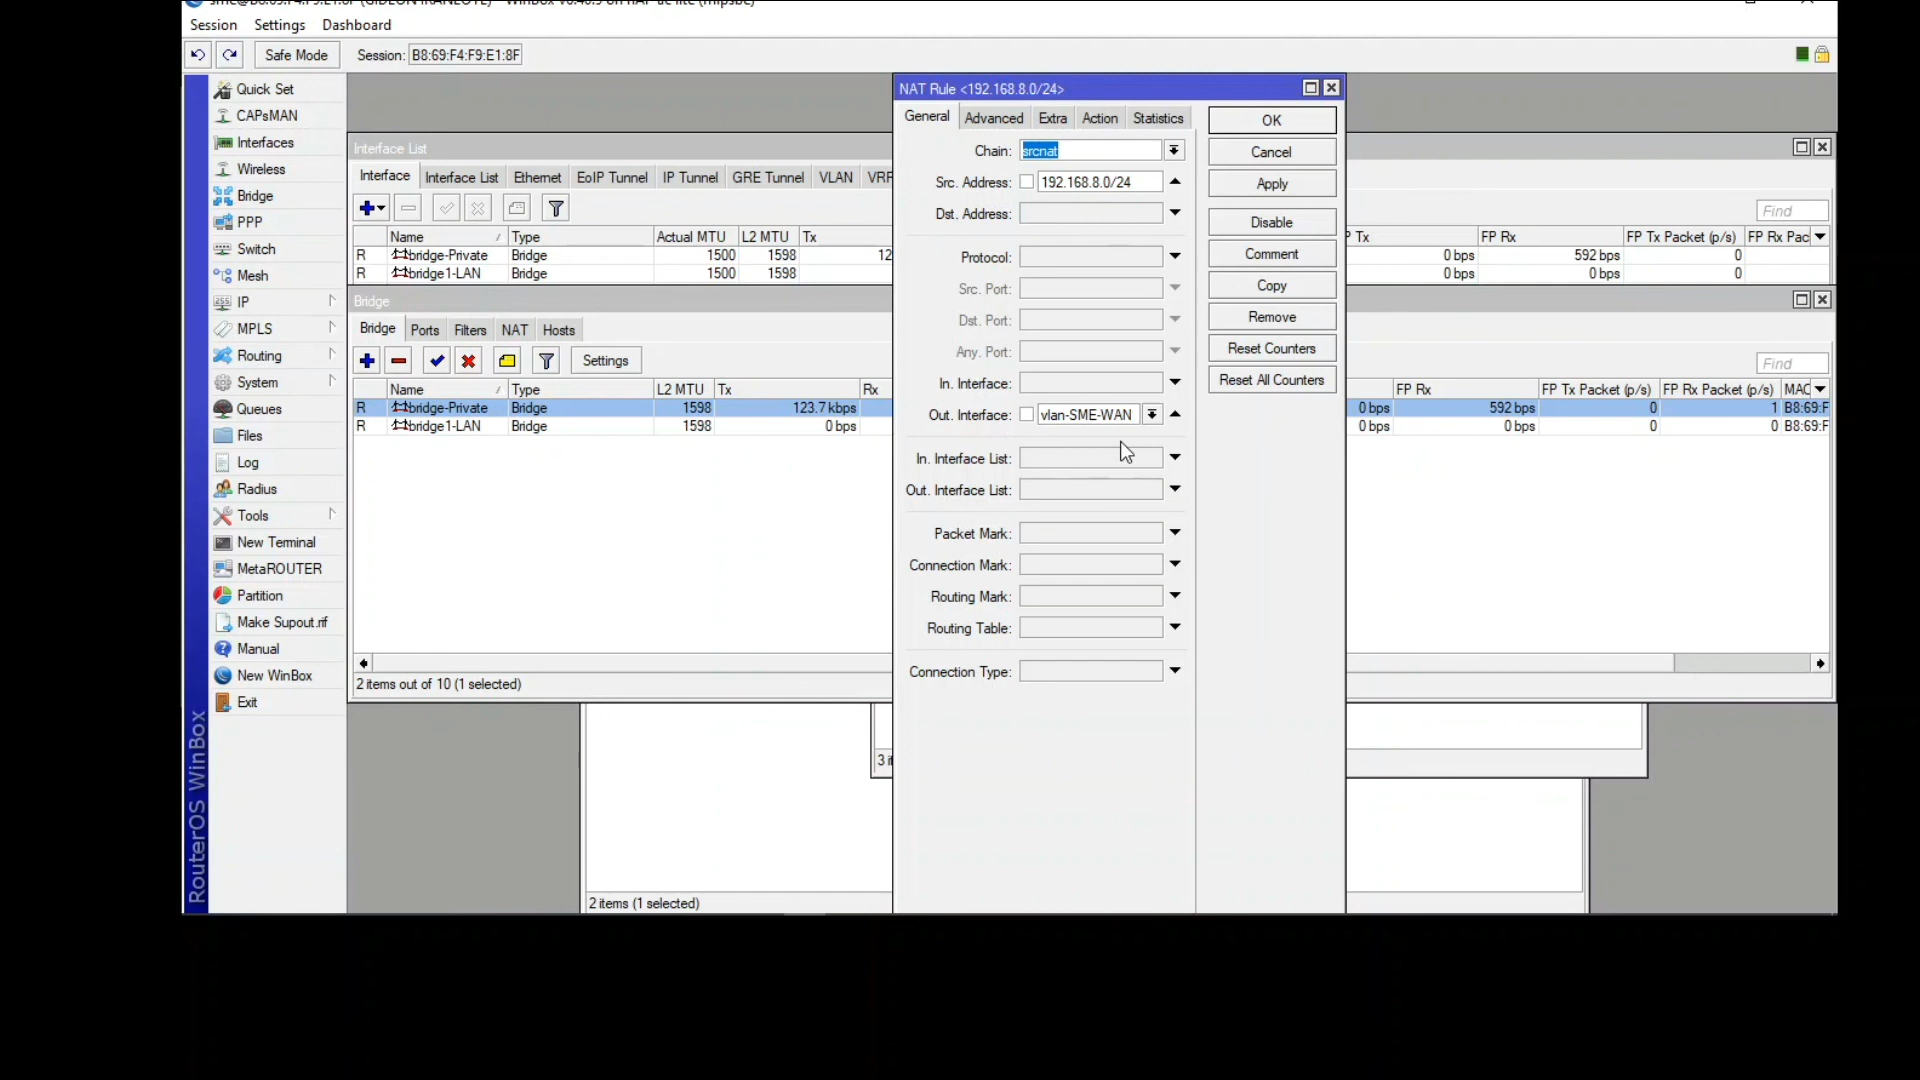 Session Settings Dashboard
Safe Mode Session: B8:69:F4:F9:E1:8F
RouterOS WinBox
Quick Set
CAPsMAN
Interfaces
Wireless
Bridge
PPP
Switch
Mesh
IP
MPLS
Routing
System
Queues
Files
Log
Radius
Tools
New Terminal
MetaROUTER
Partition
Make Supout.rif
Manual
New WinBox
Exit
Interface List
Interface Interface List Ethernet EoIP Tunnel IP Tunnel GRE Tunnel VLAN VRR
Find
Name Type Actual MTU L2 MTU Tx Tx FP Rx FP Tx Packet (p/s) FP Rx Pac
R bridge-Private Bridge 1500 1598 12 0 bps 592 bps 0
R bridge1-LAN Bridge 1500 1598 0 bps 0 bps 0
Bridge
Bridge Ports Filters NAT Hosts
Settings Find
Name Type L2 MTU Tx Rx FP Rx FP Tx Packet (p/s) FP Rx Packet (p/s) MAC
R bridge-Private Bridge 1598 123.7 kbps 0 bps 592 bps 0 1 B8:69:F
R bridge1-LAN Bridge 1598 0 bps 0 bps 0 bps 0 0 B8:69:F
2 items out of 10 (1 selected)
2 items (1 selected)
NAT Rule <192.168.8.0/24>
General Advanced Extra Action Statistics
Chain: srcnat
Src. Address: 192.168.8.0/24
Dst. Address:
Protocol:
Src. Port:
Dst. Port:
Any. Port:
In. Interface:
Out. Interface: vlan-SME-WAN
In. Interface List:
Out. Interface List:
Packet Mark:
Connection Mark:
Routing Mark:
Routing Table:
Connection Type:
OK
Cancel
Apply
Disable
Comment
Copy
Remove
Reset Counters
Reset All Counters